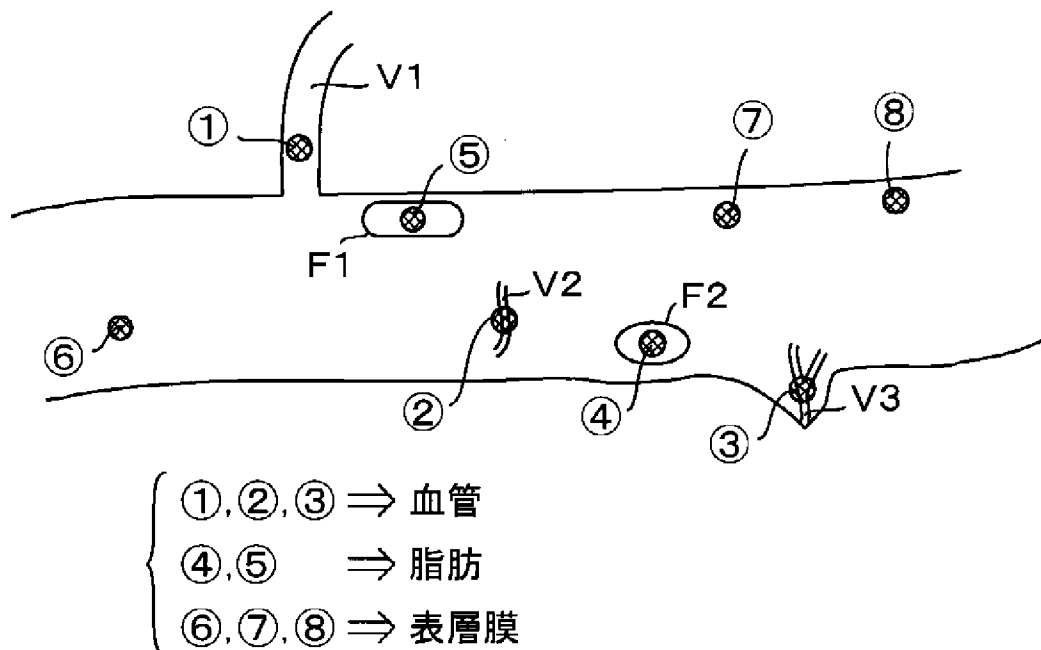 V1
①
⑦
⑧
⑤
F1
V2
F2
⑥
②
④
③
V3
①,②,③ ⇒ 血管
④,⑤ ⇒ 脂肪
⑥,⑦,⑧ ⇒ 表層膜